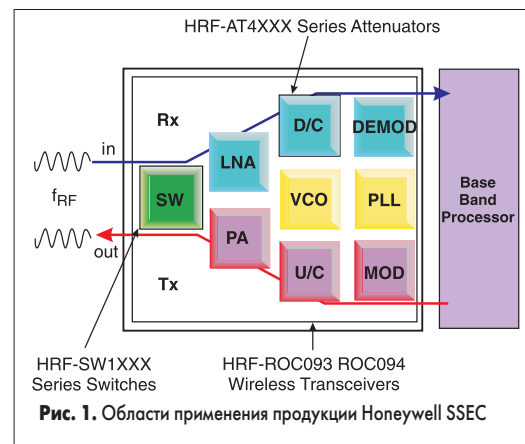 HRF-AT4XXX Series Attenuators
Rx
D/C
DEMOD
in
LNA
fRF
SW
VCO
PLL
Base
Band
Processor
PA
out
U/C
MOD
Tx
HRF-SW1XXX
Series Switches
HRF-ROC093 ROC094
Wireless Transceivers
Рис. 1. Области применения продукции Honeywell SSEC